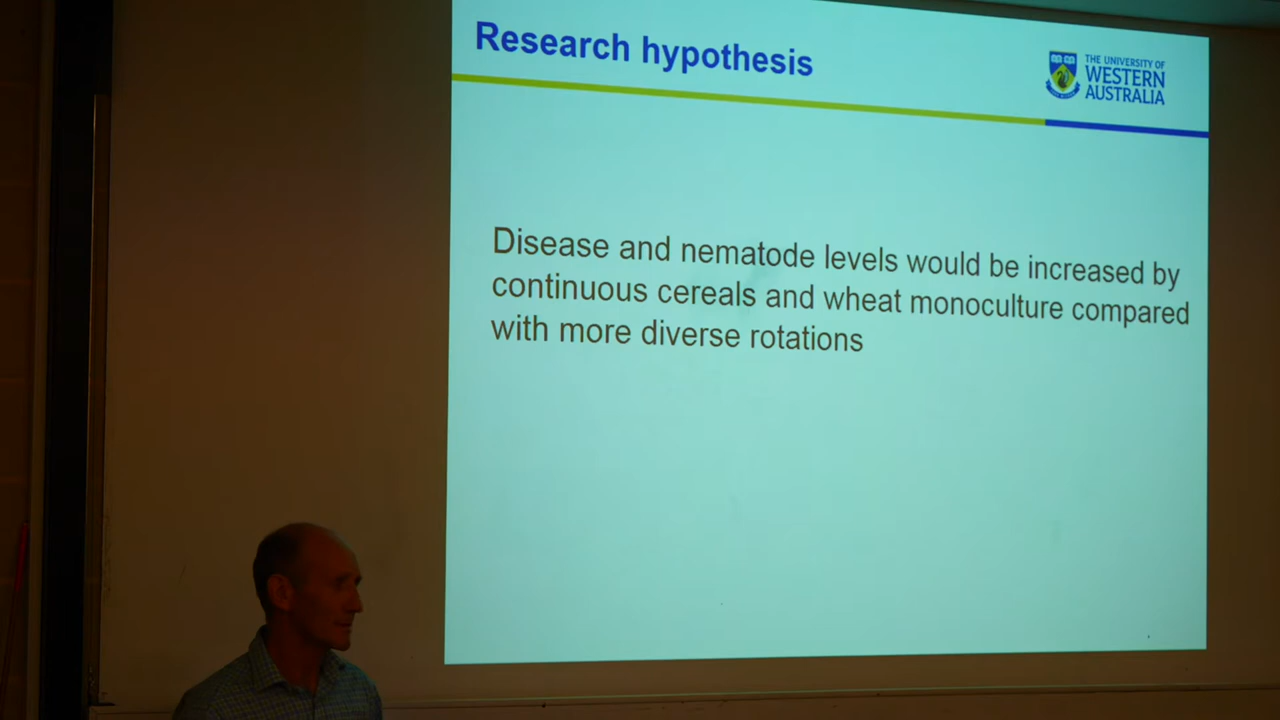 Research hypothesis
THE UNIVERSITY OF
WESTERN
AUSTRALIA
Disease and nematode levels would be increased by
continuous cereals and wheat monoculture compared
with more diverse rotations